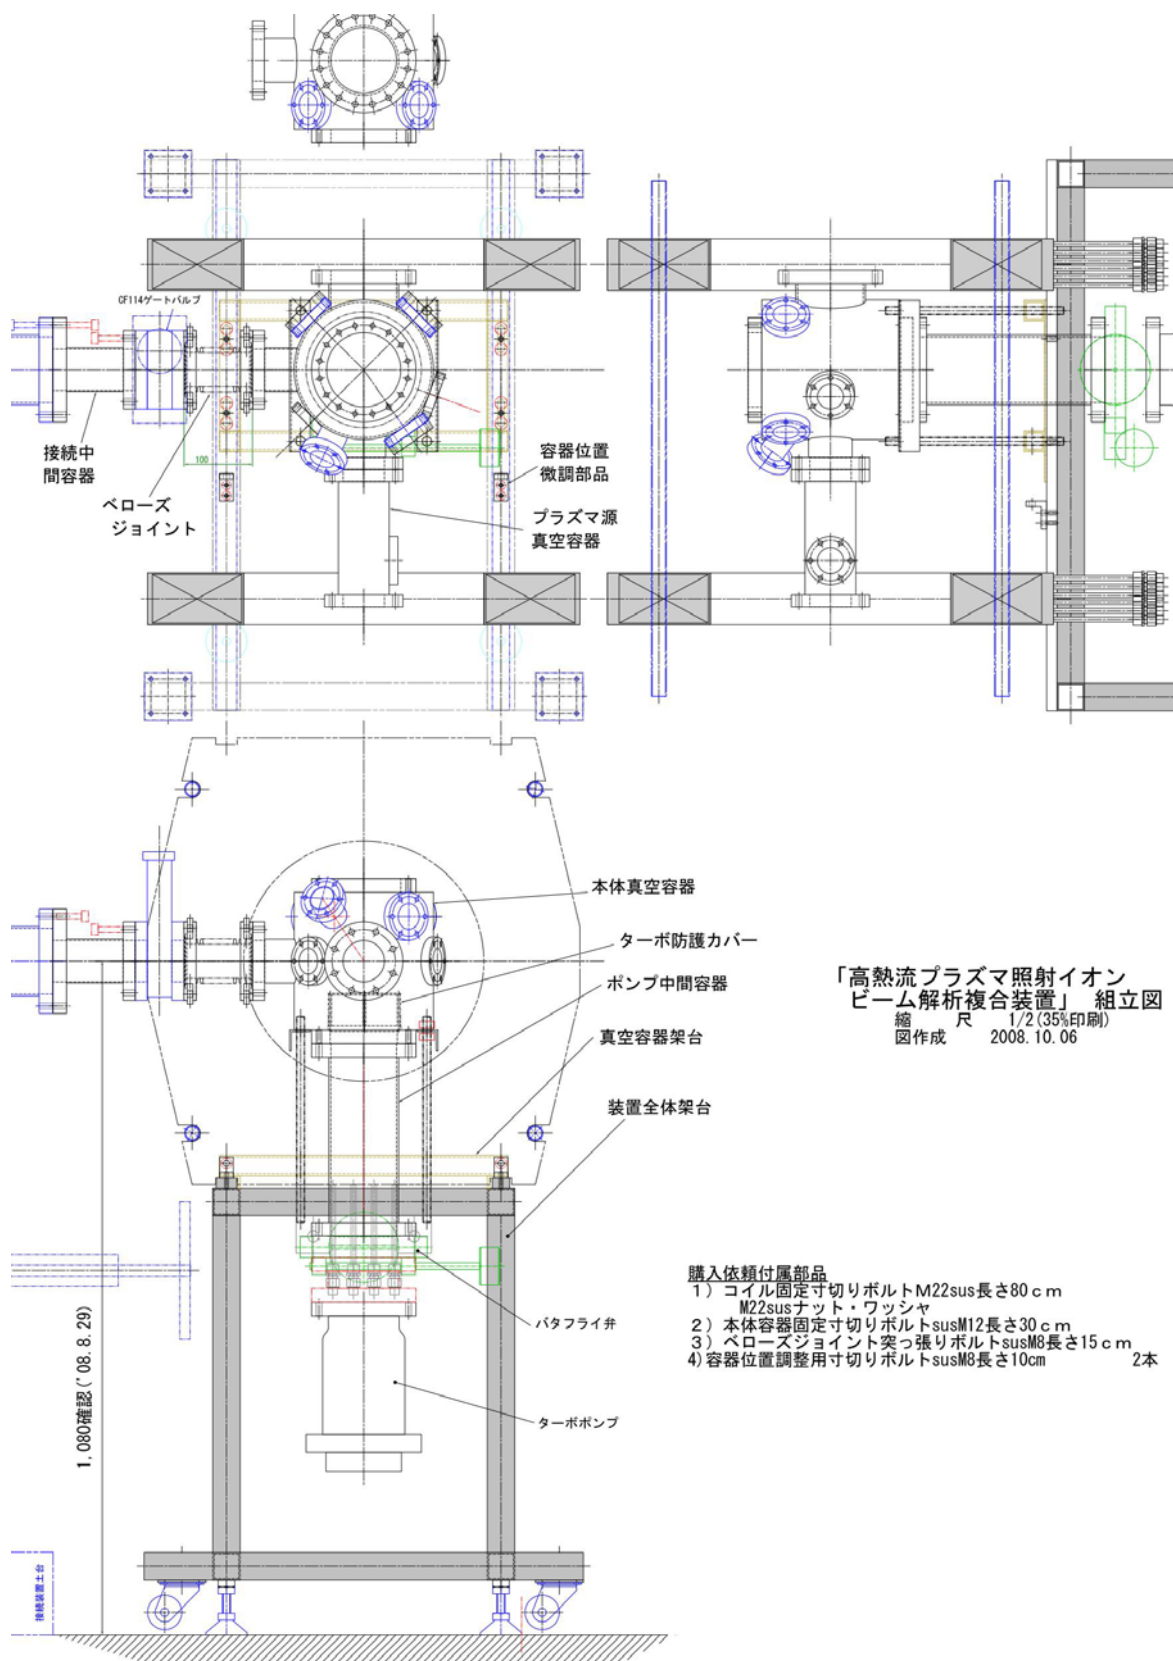 CF114ゲートバルブ
接続中
間容器
100
ベローズ
ジョイント
容器位置
微調部品
プラズマ源
真空容器
本体真空容器
ターボ防護カバー
ポンプ中間容器
真空容器架台
装置全体架台
「高熱流プラズマ照射イオン
ビーム解析複合装置」 組立図
縮 尺 1/2(35%印刷)
図作成 2008.10.06
バタフライ弁
ターボポンプ
1,080確認('08.8.29)
接続装置土台
購入依頼付属部品
1) コイル固定寸切りボルトM22sus長さ80cm
M22susナット・ワッシャ
2) 本体容器固定寸切りボルトsusM12長さ30cm
3) ベローズジョイント突っ張りボルトsusM8長さ15cm
4)容器位置調整用寸切りボルトsusM8長さ10cm 2本